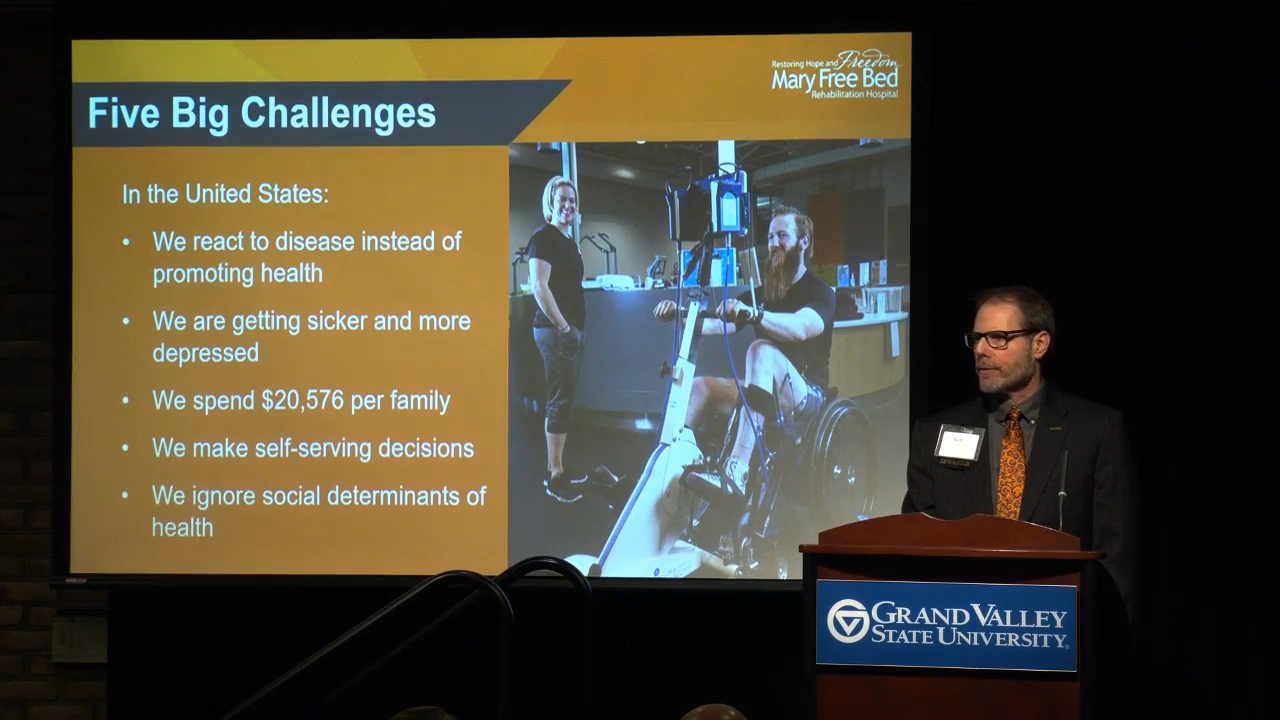 Restoring Hope and Freedom
Mary Free Bed
Rehabilitation Hospital
Five Big Challenges
In the United States:
• We react to disease instead of
promoting health
• We are getting sicker and more
depressed
• We spend $20,576 per family
• We make self-serving decisions
• We ignore social determinants of
health
SPEAKER
GRAND VALLEY
STATE UNIVERSITY®